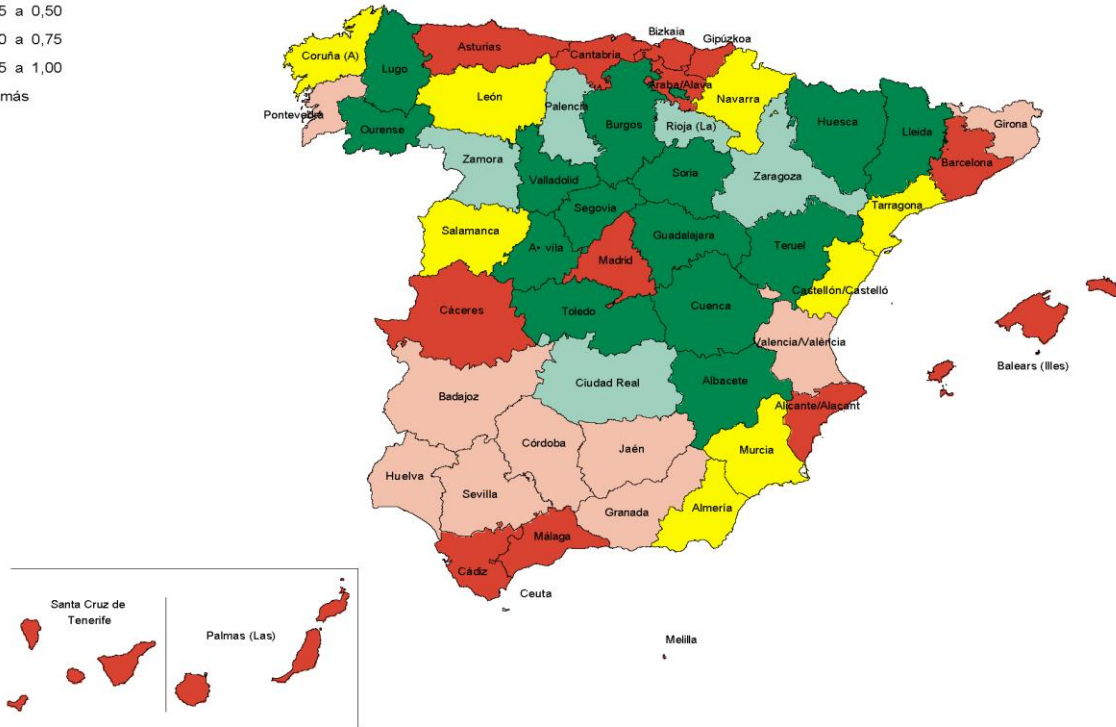 5 a 0,50
0 a 0,75
5 a 1,00
más
Bizkaia
Gipúzkoa
Asturias
Cantabria
Coruña (A)
Lugo
Araba/Alava
León
Navarra
Palencia
Pontevedra
Ourense
Burgos
Rioja (La)
Huesca
Lleida
Girona
Barcelona
Zamora
Valladolid
Soria
Zaragoza
Segovia
Tarragona
Salamanca
A• vila
Guadalajara
Teruel
Madrid
Castellón/Castelló
Cáceres
Toledo
Cuenca
Valencia/València
Balears (Illes)
Ciudad Real
Albacete
Badajoz
Alicante/Alacant
Córdoba
Jaén
Murcia
Huelva
Sevilla
Granada
Almería
Málaga
Cádiz
Ceuta
Santa Cruz de
Tenerife
Palmas (Las)
Melilla